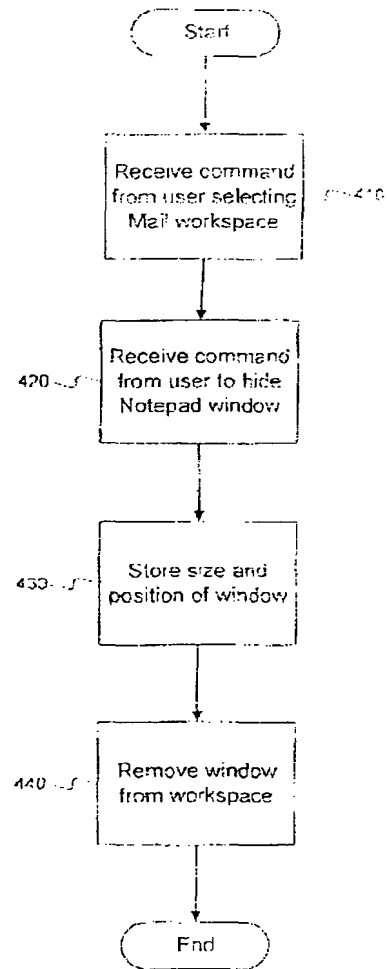 Start
Receive command
from user selecting
Mail workspace
410
Receive command
from user to hide
Notepad window
420
Store size and
position of window
430
Remove window
from workspace
440
End